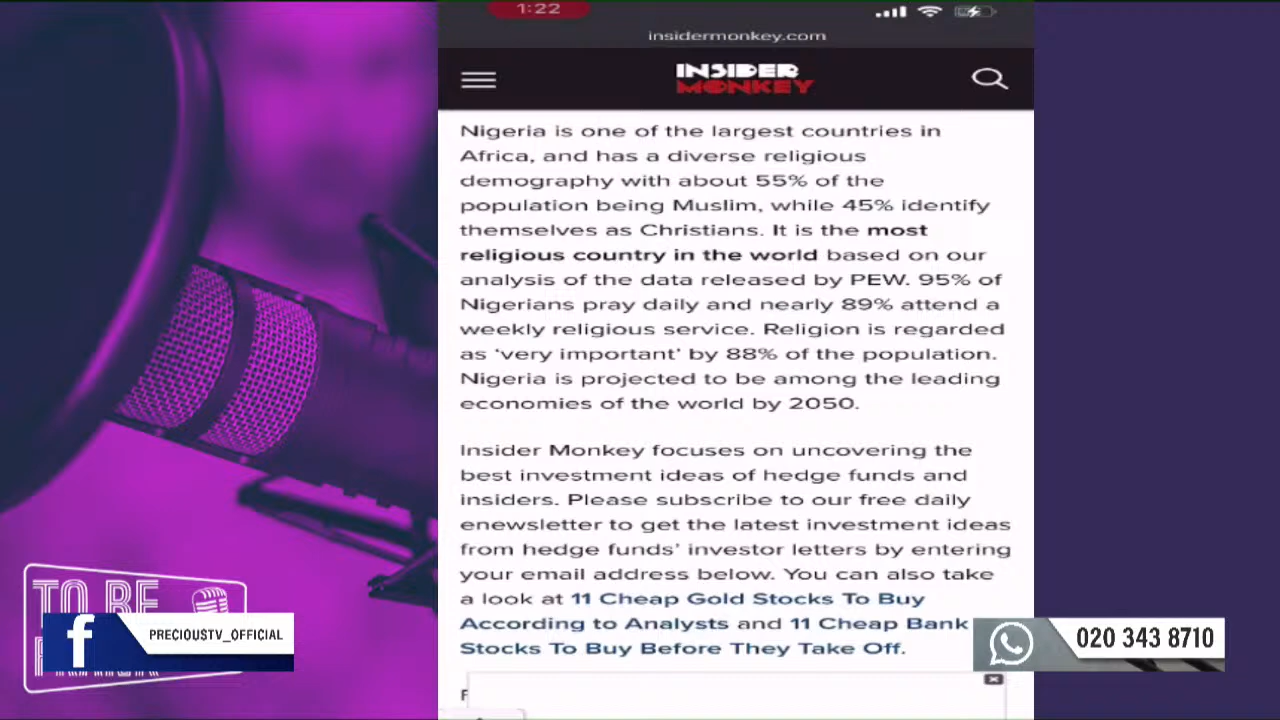 1:22
insidermonkey.com
INSIDER
MONKEY
Nigeria is one of the largest countries in
Africa, and has a diverse religious
demography with about 55% of the
population being Muslim, while 45% identify
themselves as Christians. It is the most
religious country in the world based on our
analysis of the data released by PEW. 95% of
Nigerians pray daily and nearly 89% attend a
weekly religious service. Religion is regarded
as ‘very important’ by 88% of the population.
Nigeria is projected to be among the leading
economies of the world by 2050.
Insider Monkey focuses on uncovering the
best investment ideas of hedge funds and
insiders. Please subscribe to our free daily
enewsletter to get the latest investment ideas
from hedge funds’ investor letters by entering
your email address below. You can also take
a look at 11 Cheap Gold Stocks To Buy
According to Analysts and 11 Cheap Bank
Stocks To Buy Before They Take Off.
TO BE
f PRECIOUSTV_OFFICIAL
020 343 8710